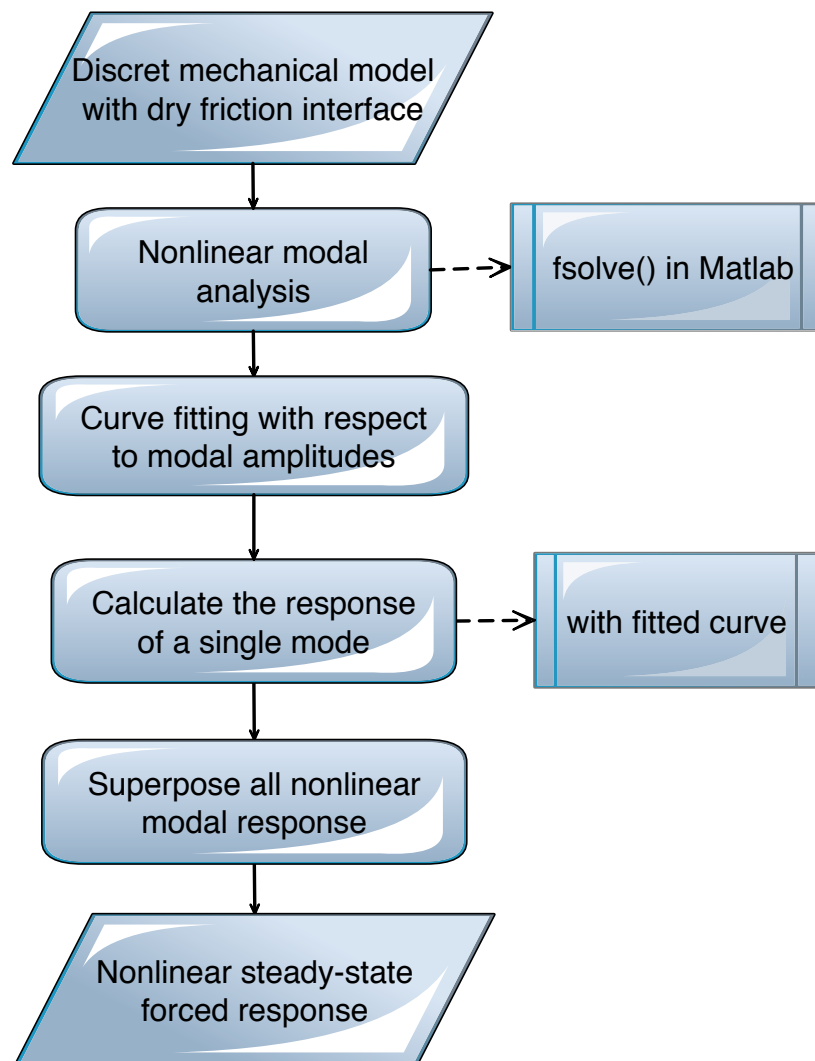 Discret mechanical model
with dry friction interface
Nonlinear modal
analysis
fsolve() in Matlab
Curve fitting with respect
to modal amplitudes
Calculate the response
of a single mode
with fitted curve
Superpose all nonlinear
modal response
Nonlinear steady-state
forced response